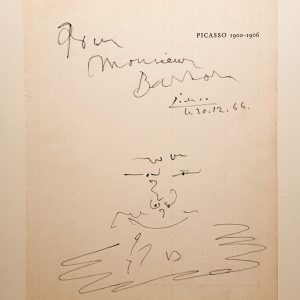 PICASSO 1900-1906
Pour
Monsieur
Picasso
le 20.12.66.